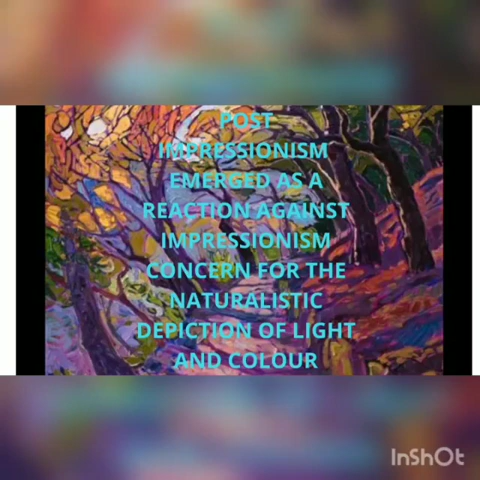 POST
IMPRESSIONISM
EMERGED AS A
REACTION AGAINST
IMPRESSIONISM
CONCERN FOR THE
NATURALISTIC
DEPICTION OF LIGHT
AND COLOUR
InShOt